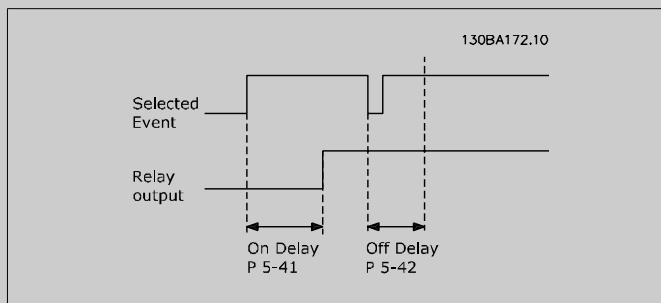 130BA172.10
Selected
Event
Relay
output
On Delay
P 5-41
Off Delay
P 5-42